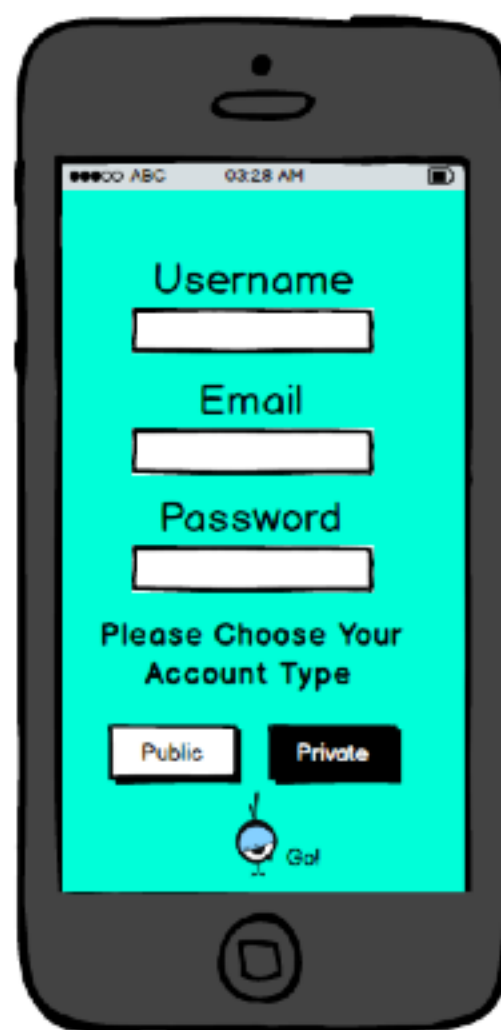 ABC 03:28 AM
Username
Email
Password
Please Choose Your
Account Type
Public Private
Go!